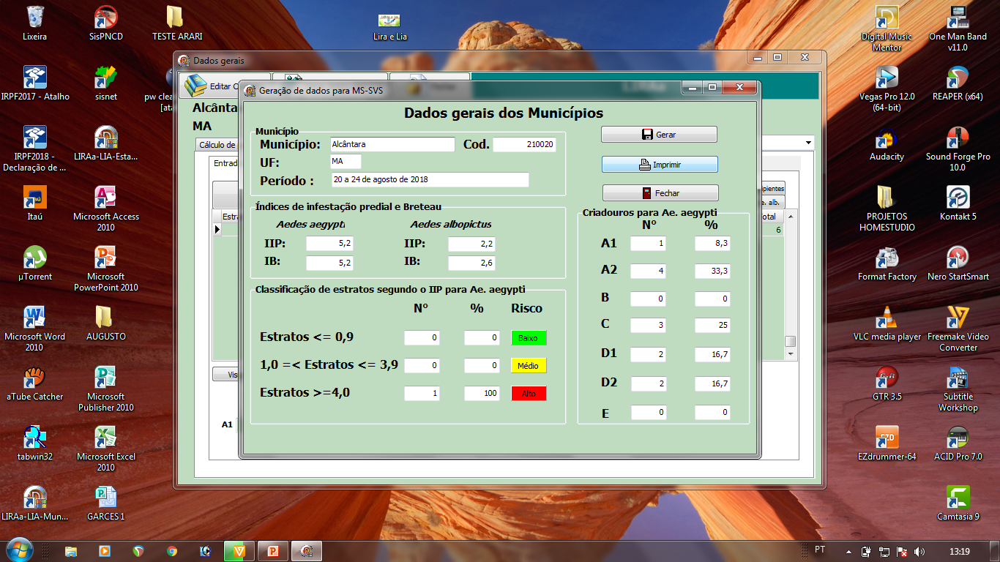 Lixeira
SisPNCD
TESTE ARARI
Lira e Lia
Digital Music
Mentor
One Man Band
v11.0
IRPF2017 - Atalho
sisnet
pw clea
[ata
Vegas Pro 12.0
(64-bit)
REAPER (x64)
IRPF2018 -
Declaração de ...
LIRAa-LIA-Esta...
Audacity
Sound Forge Pro
10.0
Itaú
Microsoft Access
2010
PROJETOS
HOMESTUDIO
Kontakt 5
µTorrent
Microsoft
PowerPoint 2010
Format Factory
Nero StartSmart
Microsoft Word
2010
AUGUSTO
VLC media player
Freemake Video
Converter
aTube Catcher
Microsoft
Publisher 2010
GTR 3.5
Subtitle
Workshop
tabwin32
Microsoft Excel
2010
EZdrummer-64
ACID Pro 7.0
LIRAa-LIA-Mun...
GARCES 1
Camtasia 9
Dados gerais
Editar C
Alcânta
MA
Cálculo de
Entrad
Estra
Vis
A1
ipientes
e. alb.
Total
6
Geração de dados para MS-SVS
Dados gerais dos Municípios
Município
Município: Alcântara Cod. 210020
UF: MA
Período : 20 a 24 de agosto de 2018
Gerar
Imprimir
Fechar
Índices de infestação predial e Breteau
Aedes aegypti Aedes albopictus
IIP: 5,2 IIP: 2,2
IB: 5,2 IB: 2,6
Classificação de estratos segundo o IIP para Ae. aegypti
Nº % Risco
Estratos <= 0,9 0 0 Baixo
1,0 =< Estratos <= 3,9 0 0 Médio
Estratos >=4,0 1 100 Alto
Criadouros para Ae. aegypti
Nº %
A1 1 8,3
A2 4 33,3
B 0 0
C 3 25
D1 2 16,7
D2 2 16,7
E 0 0
PT 13:19